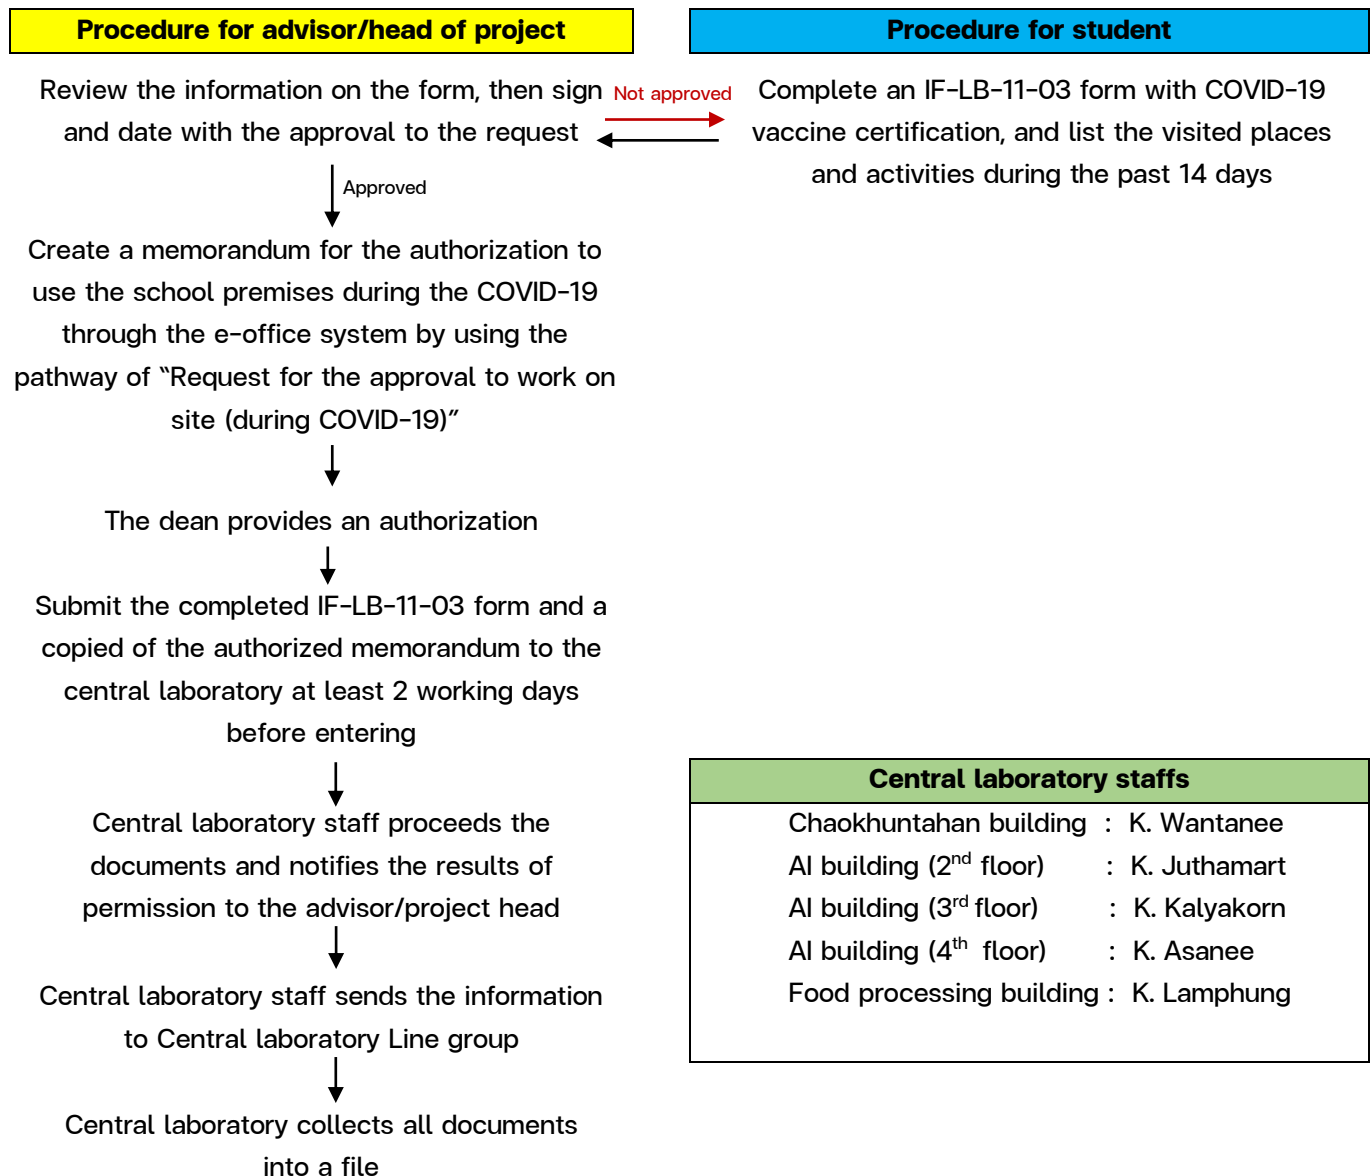 Procedure for advisor/head of project
Review the information on the form, then sign
and date with the approval to the request
Not approved
Approved
Create a memorandum for the authorization to
use the school premises during the COVID-19
through the e-office system by using the
pathway of “Request for the approval to work on
site (during COVID-19)”
The dean provides an authorization
Submit the completed IF-LB-11-03 form and a
copied of the authorized memorandum to the
central laboratory at least 2 working days
before entering
Central laboratory staff proceeds the
documents and notifies the results of
permission to the advisor/project head
Central laboratory staff sends the information
to Central laboratory Line group
Central laboratory collects all documents
into a file
Procedure for student
Complete an IF-LB-11-03 form with COVID-19
vaccine certification, and list the visited places
and activities during the past 14 days
Central laboratory staffs
Chaokhuntahan building : K. Wantanee
AI building (2nd floor) : K. Juthamart
AI building (3rd floor) : K. Kalyakorn
AI building (4th floor) : K. Asanee
Food processing building : K. Lamphung